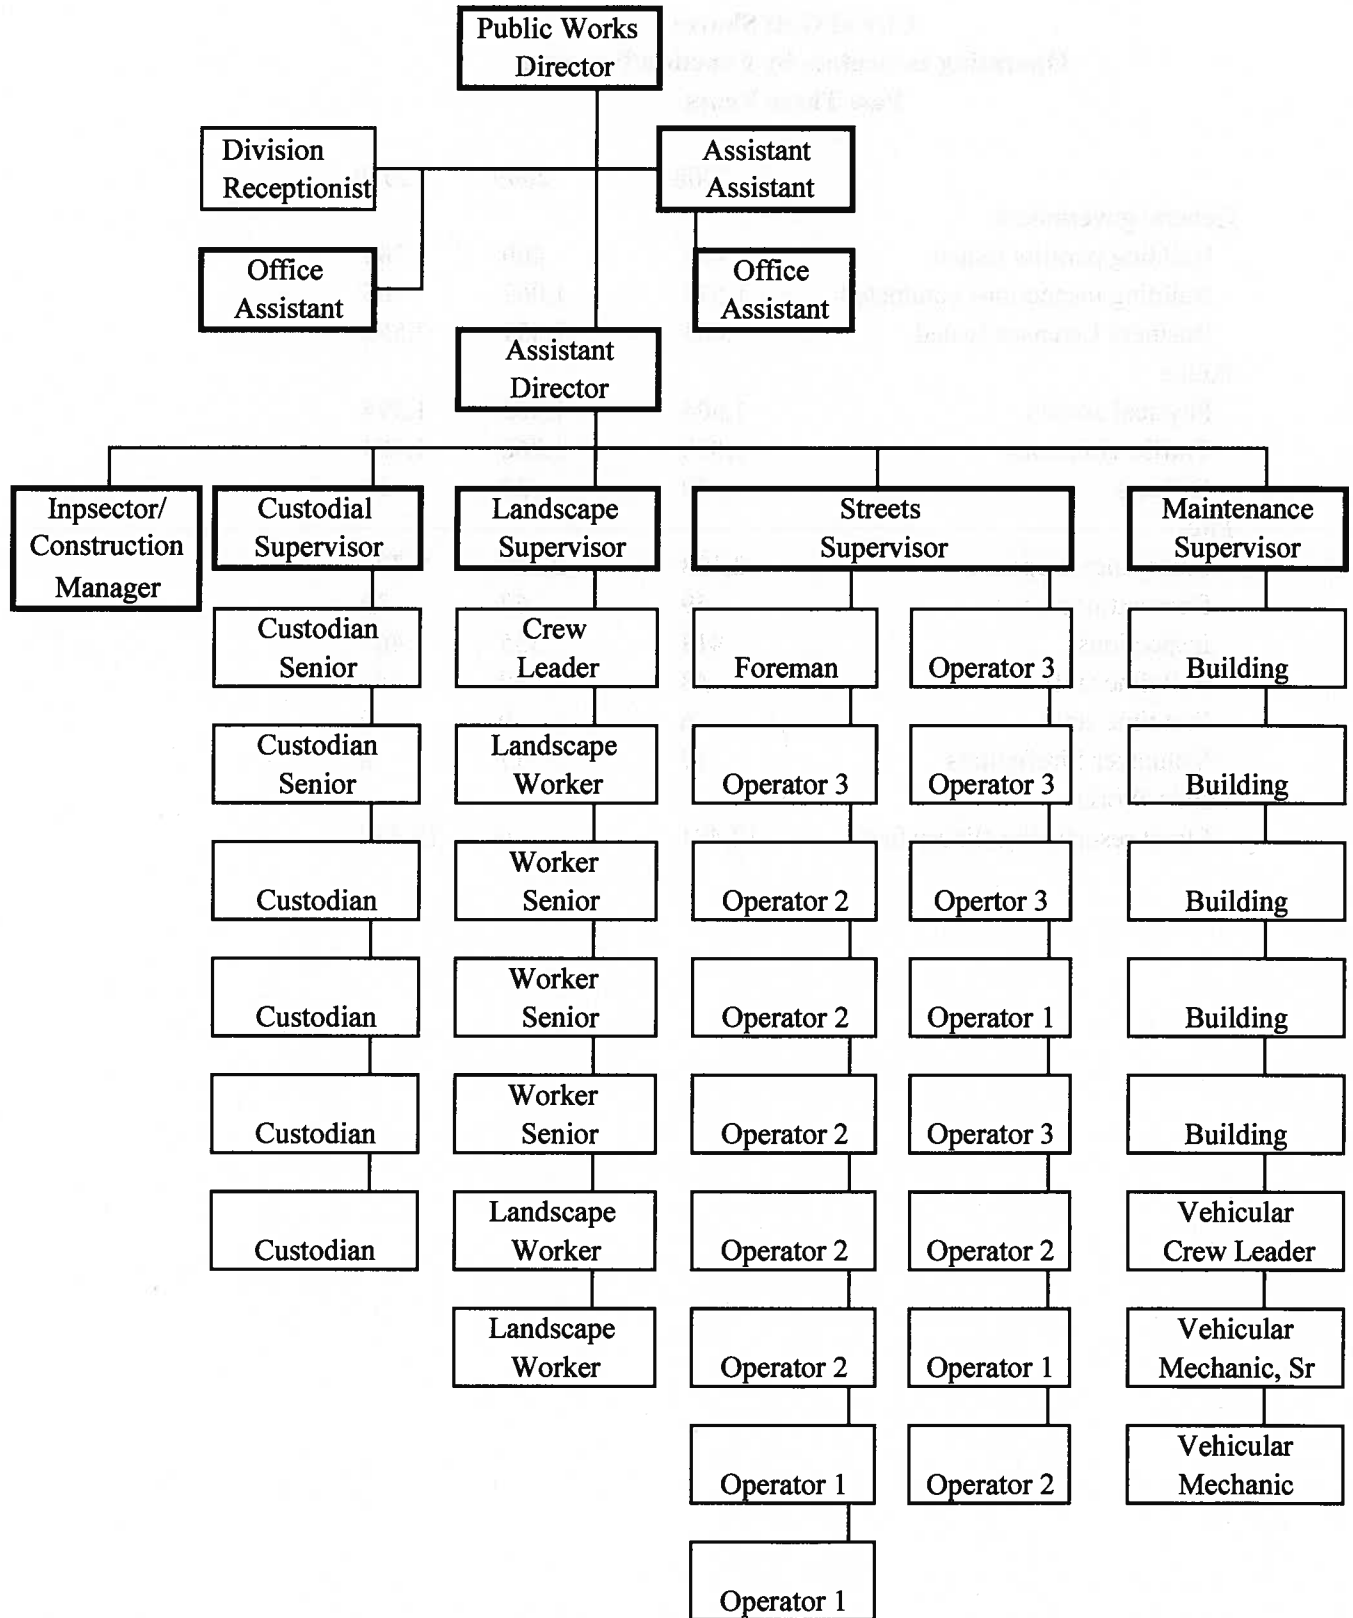 Public Works
Director
Division
Receptionist
Assistant
Assistant
Office
Assistant
Office
Assistant
Assistant
Director
Inpsector/
Construction
Manager
Custodial
Supervisor
Landscape
Supervisor
Streets
Supervisor
Maintenance
Supervisor
Custodian
Senior
Crew
Leader
Foreman
Operator 3
Building
Custodian
Senior
Landscape
Worker
Operator 3
Operator 3
Building
Custodian
Worker
Senior
Operator 2
Opertor 3
Building
Custodian
Worker
Senior
Operator 2
Operator 1
Building
Custodian
Worker
Senior
Operator 2
Operator 3
Building
Custodian
Landscape
Worker
Operator 2
Operator 2
Vehicular
Crew Leader
Landscape
Worker
Operator 2
Operator 1
Vehicular
Mechanic, Sr
Operator 1
Operator 2
Vehicular
Mechanic
Operator 1